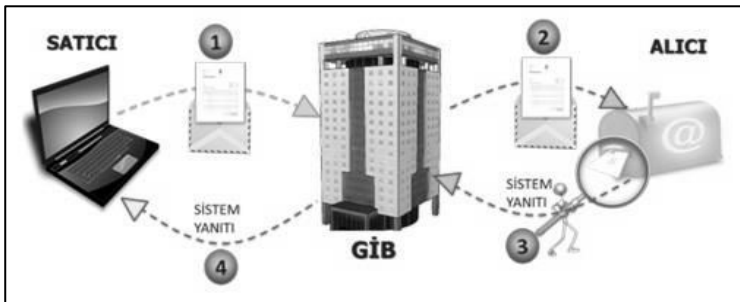 SATICI
1
2
ALICI
@
SİSTEM
YANITI
4
GİB
SİSTEM
YANITI
3